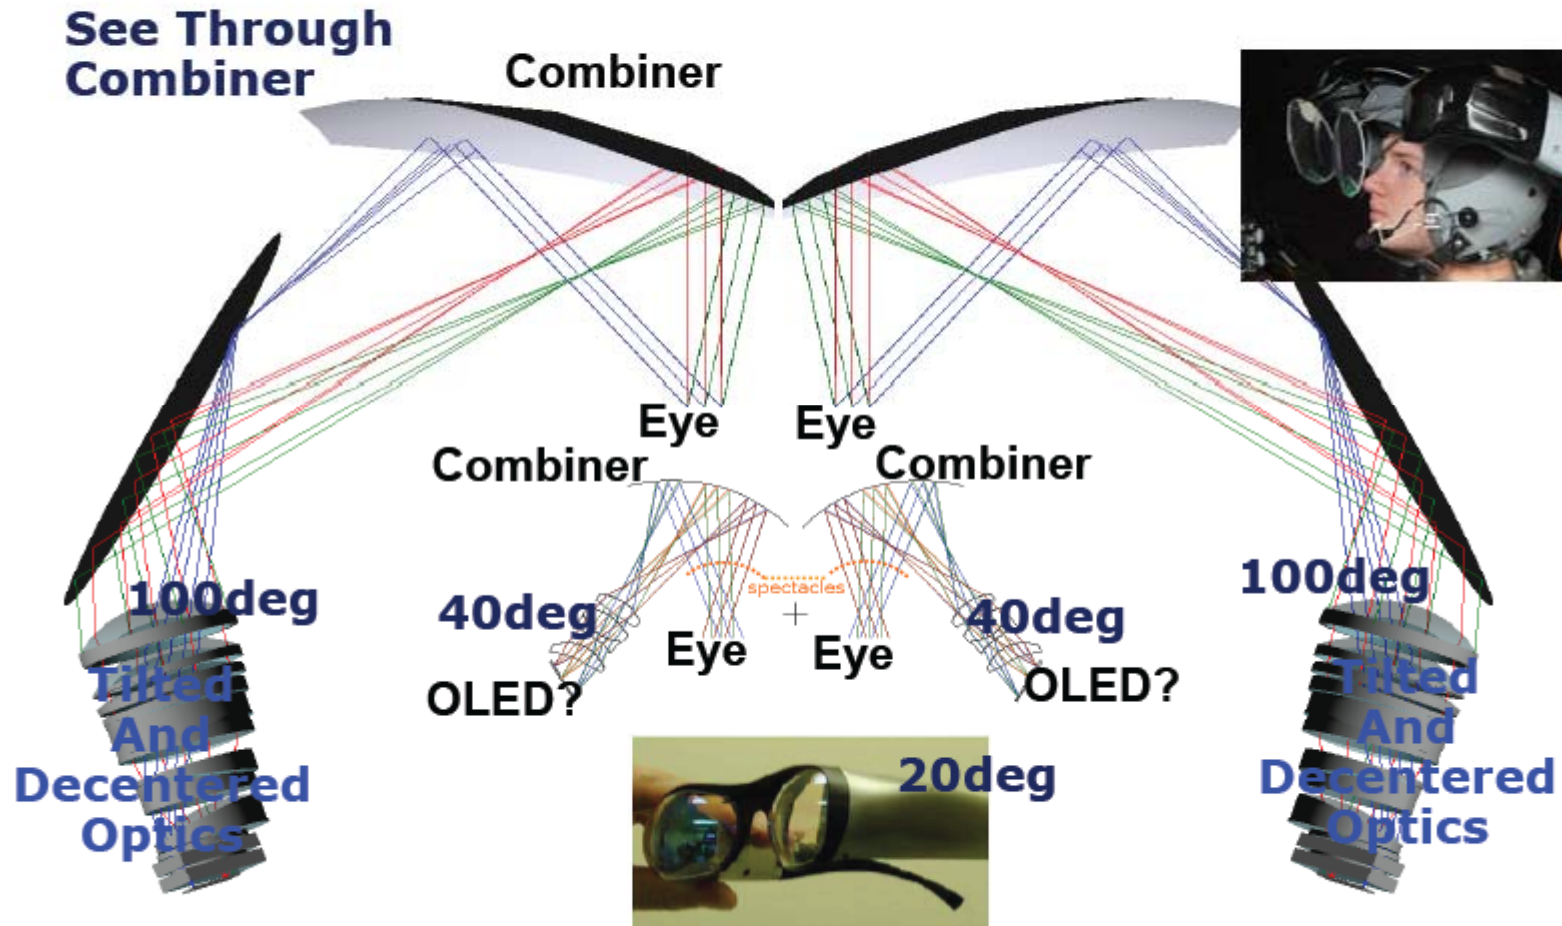 See Through
Combiner
Combiner
Eye
Eye
Combiner
Combiner
spectacles
100deg
100deg
40deg
40deg
Eye
Eye
OLED?
OLED?
Tilted
And
Decentered
Optics
Tilted
And
Decentered
Optics
20deg